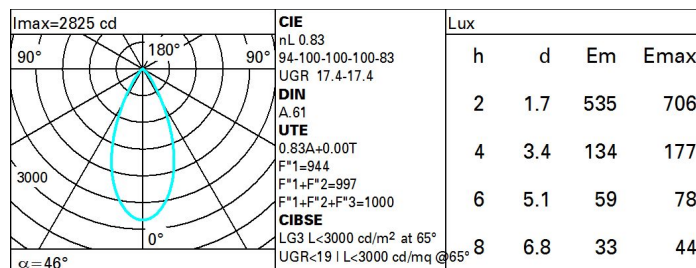 Imax=2825 cd
90° 180° 90°
3000
0°
α=46°
CIE
nL 0.83
94-100-100-100-83
UGR 17.4-17.4
DIN
A.61
UTE
0.83A+0.00T
F"1=944
F"1+F"2=997
F"1+F"2+F"3=1000
CIBSE
LG3 L<3000 cd/m² at 65°
UGR<19 | L<3000 cd/mq @65°
Lux
h d Em Emax
2 1.7 535 706
4 3.4 134 177
6 5.1 59 78
8 6.8 33 44